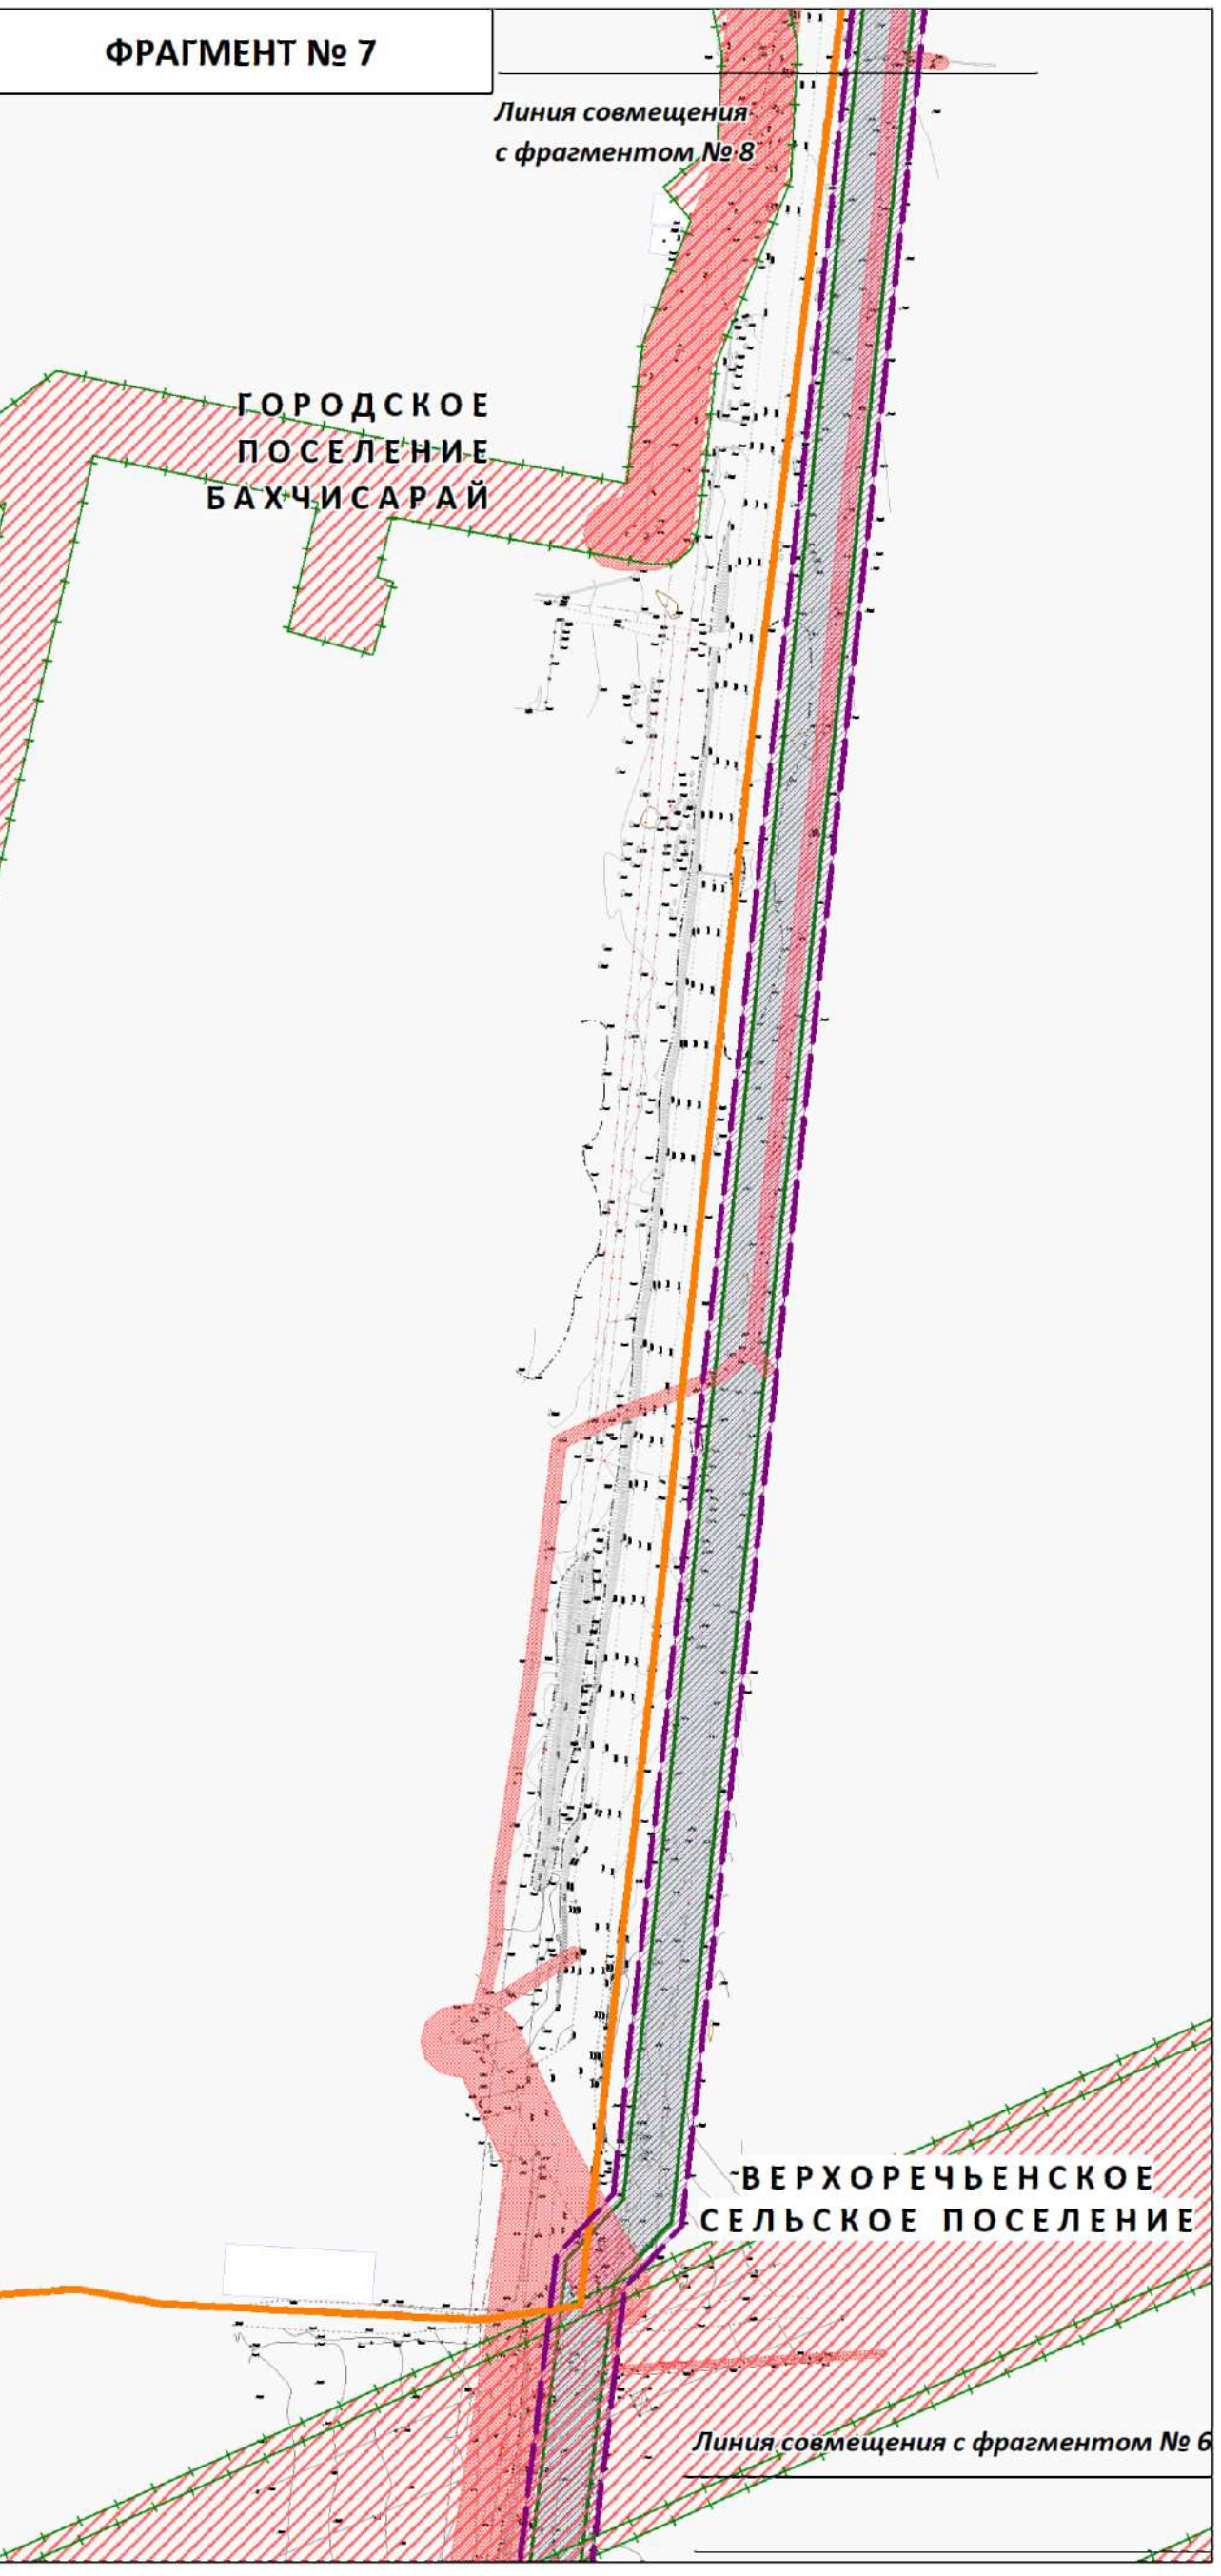 ФРАГМЕНТ № 7
Линия совмещения
с фрагментом № 8
ГОРОДСКОЕ
ПОСЕЛЕНИЕ
БАХЧИСАРАЙ
ВЕРХОРЕЧЬЕНСКОЕ
СЕЛЬСКОЕ ПОСЕЛЕНИЕ
Линия совмещения с фрагментом № 6